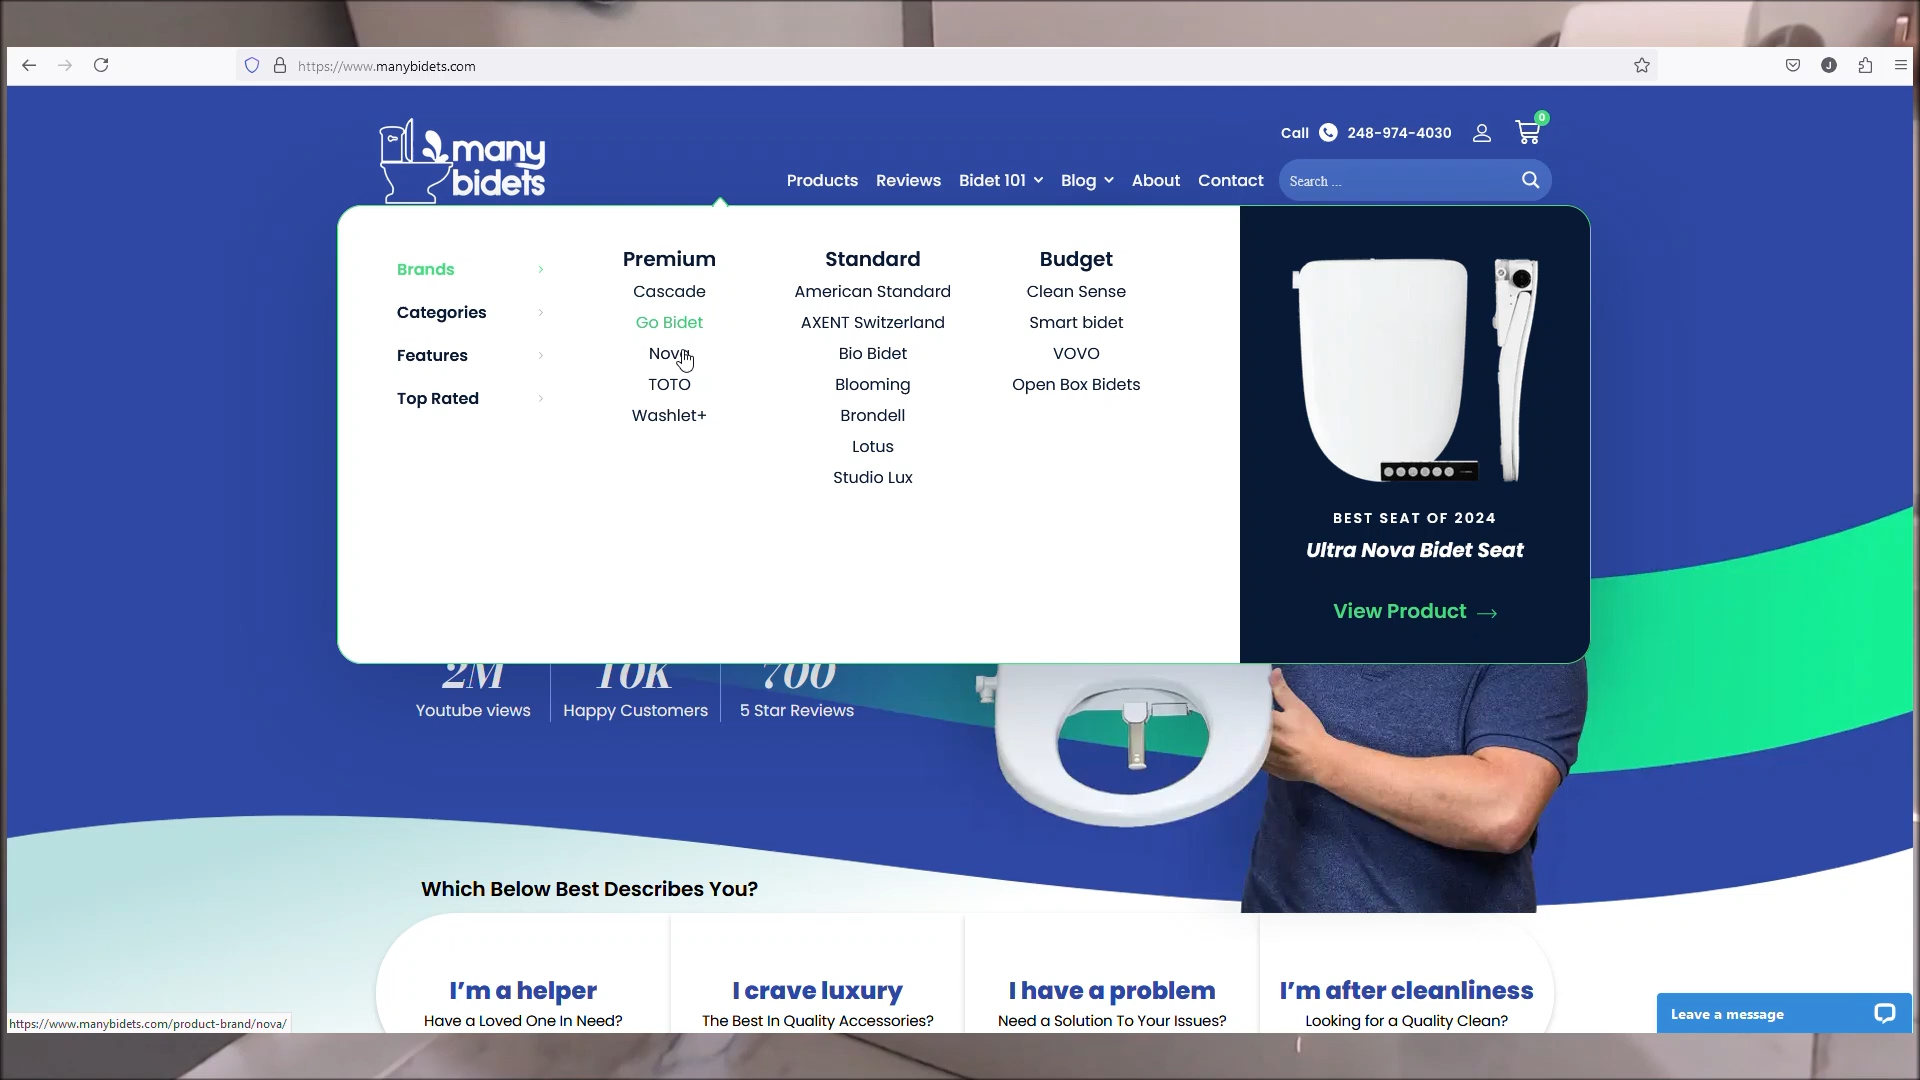 https://www.manybidets.com
many
bidets
Call 248-974-4030
0
Products Reviews Bidet 101 Blog About Contact
Search ...
Brands
Categories
Features
Top Rated
Premium
Cascade
Go Bidet
Nova
TOTO
Washlet+
Standard
American Standard
AXENT Switzerland
Bio Bidet
Blooming
Brondell
Lotus
Studio Lux
Budget
Clean Sense
Smart bidet
VOVO
Open Box Bidets
BEST SEAT OF 2024
Ultra Nova Bidet Seat
View Product
2M
Youtube views
10K
Happy Customers
700
5 Star Reviews
Which Below Best Describes You?
I'm a helper
Have a Loved One In Need?
I crave luxury
The Best In Quality Accessories?
I have a problem
Need a Solution To Your Issues?
I'm after cleanliness
Looking for a Quality Clean?
Leave a message
https://www.manybidets.com/product-brand/nova/